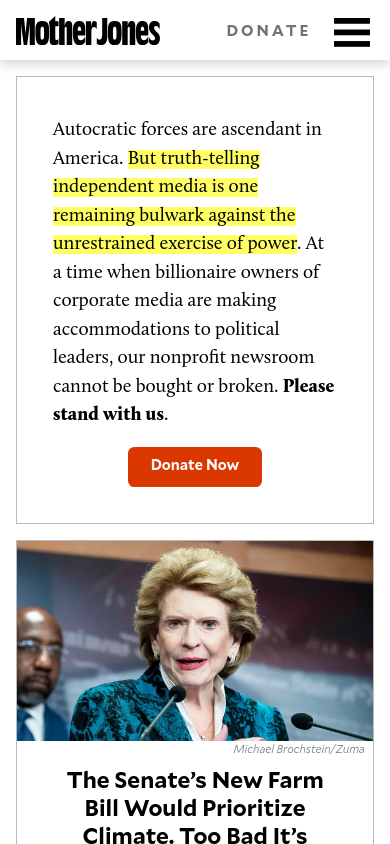 Mother Jones
DONATE
Autocratic forces are ascendant in
America. But truth-telling
independent media is one
remaining bulwark against the
unrestrained exercise of power. At
a time when billionaire owners of
corporate media are making
accommodations to political
leaders, our nonprofit newsroom
cannot be bought or broken. Please
stand with us.
Donate Now
Michael Brochstein/Zuma
The Senate’s New Farm
Bill Would Prioritize
Climate. Too Bad It’s